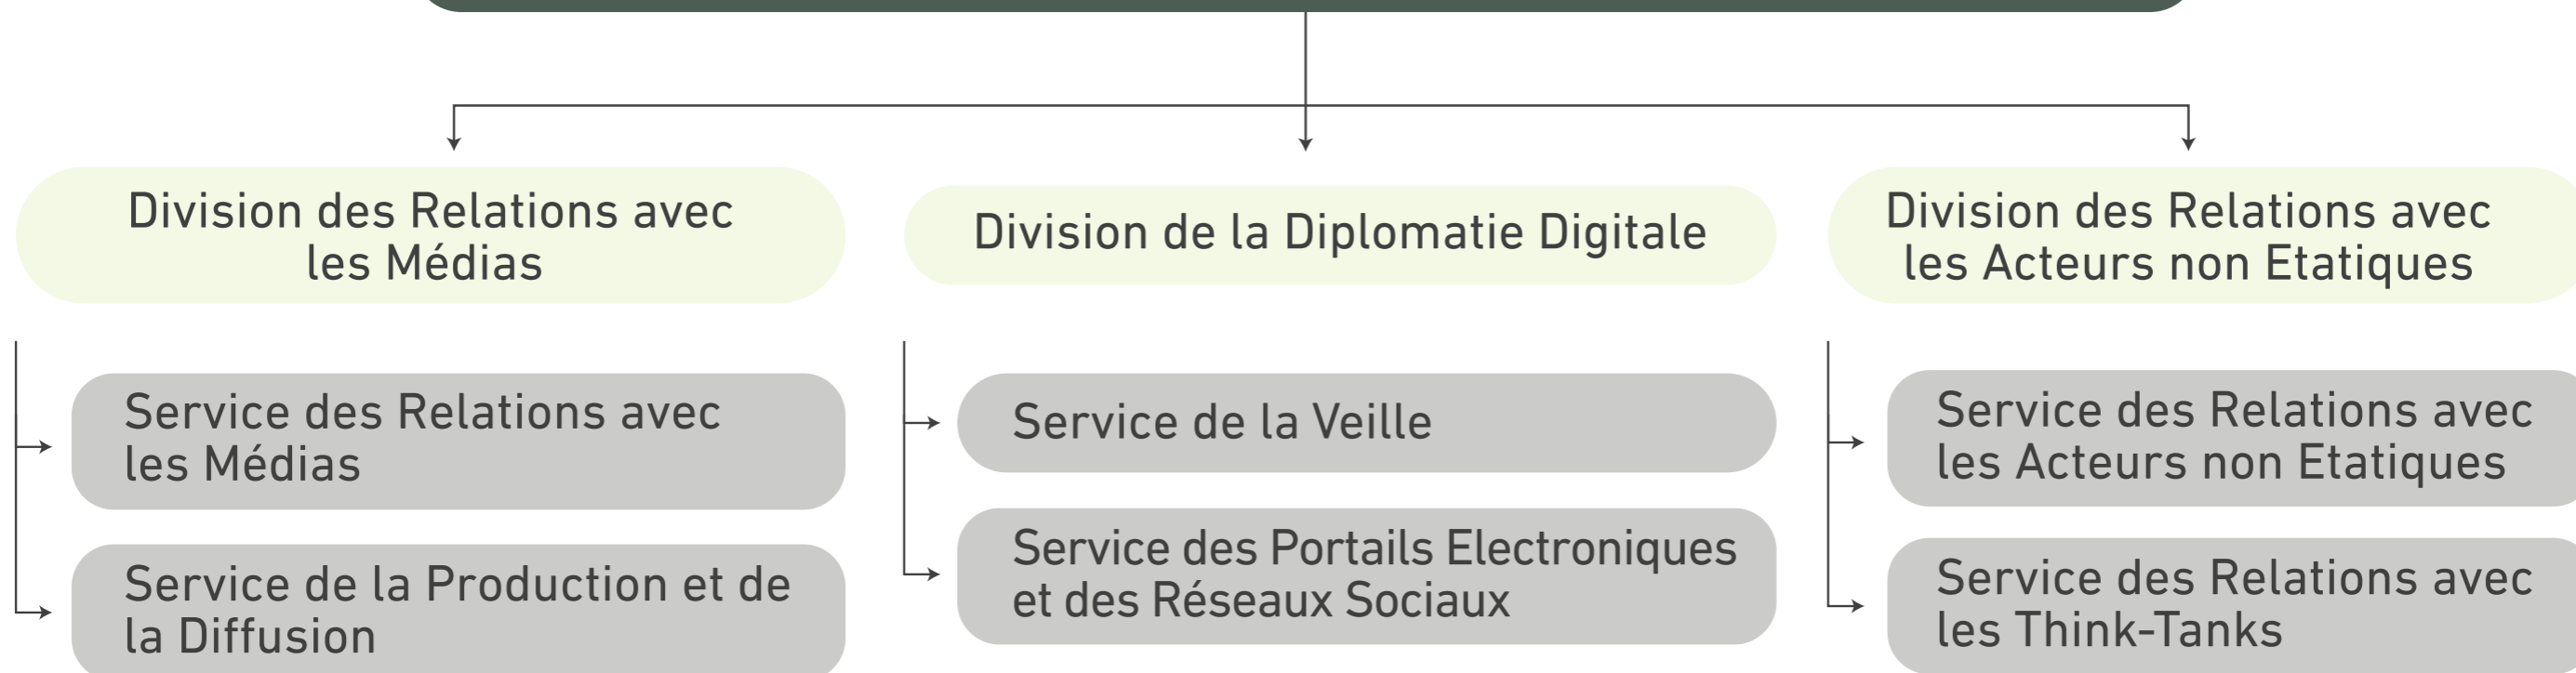 Division des Relations avec
les Médias
Division de la Diplomatie Digitale
Division des Relations avec
les Acteurs non Etatiques
Service des Relations avec
les Médias
Service de la Production et de
la Diffusion
Service de la Veille
Service des Portails Electroniques
et des Réseaux Sociaux
Service des Relations avec
les Acteurs non Etatiques
Service des Relations avec
les Think-Tanks